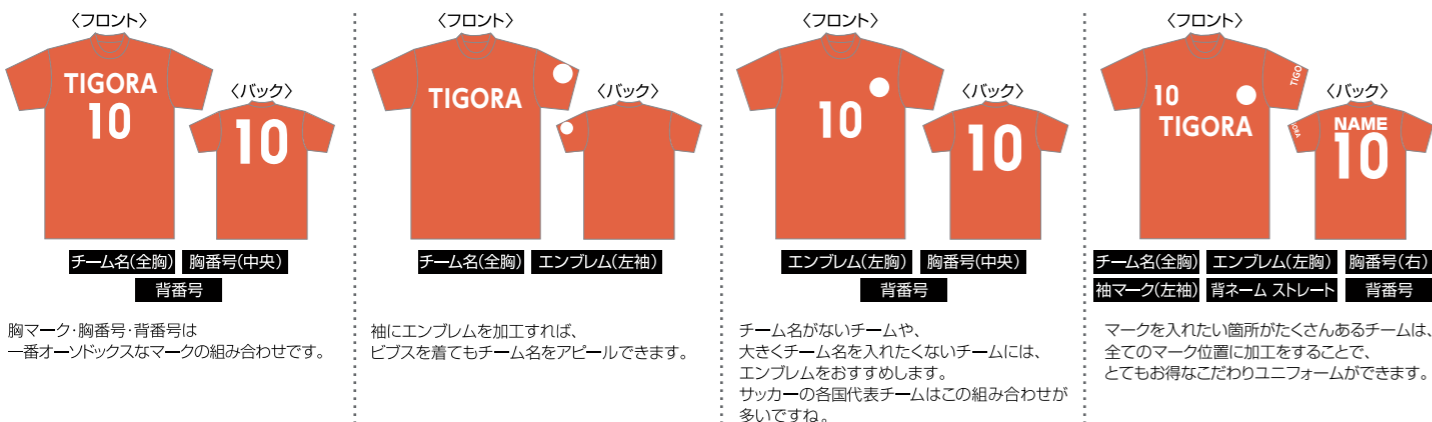 〈フロント〉
TIGORA
10
〈バック〉
10
チーム名(全胸) 胸番号(中央)
背番号
胸マーク・胸番号・背番号は
一番オーソドックスなマークの組み合わせです。
〈フロント〉
TIGORA
〈バック〉
チーム名(全胸) エンブレム(左袖)
袖にエンブレムを加工すれば、
ビブスを着てもチーム名をアピールできます。
〈フロント〉
10
〈バック〉
10
エンブレム(左胸) 胸番号(中央)
背番号
チーム名がないチームや、
大きくチーム名を入れたくないチームには、
エンブレムをおすすめします。
サッカーの各国代表チームはこの組み合わせが
多いですね。
〈フロント〉
10
TIGORA
TIGO
〈バック〉
ORA
NAME
10
チーム名(全胸) エンブレム(左胸) 胸番号(右)
袖マーク(左袖) 背ネーム ストレート 背番号
マークを入れたい箇所がたくさんあるチームは、
全てのマーク位置に加工をすることで、
とてもお得なこだわりユニフォームができます。